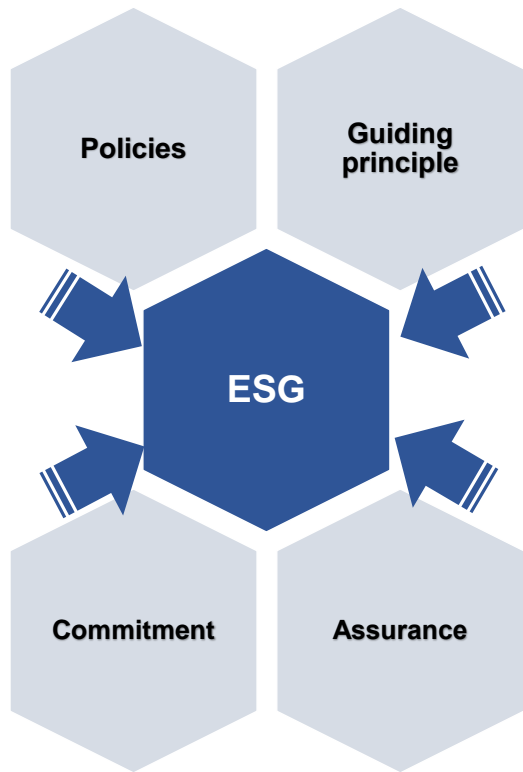 Policies
Guiding
principle
ESG
Commitment
Assurance